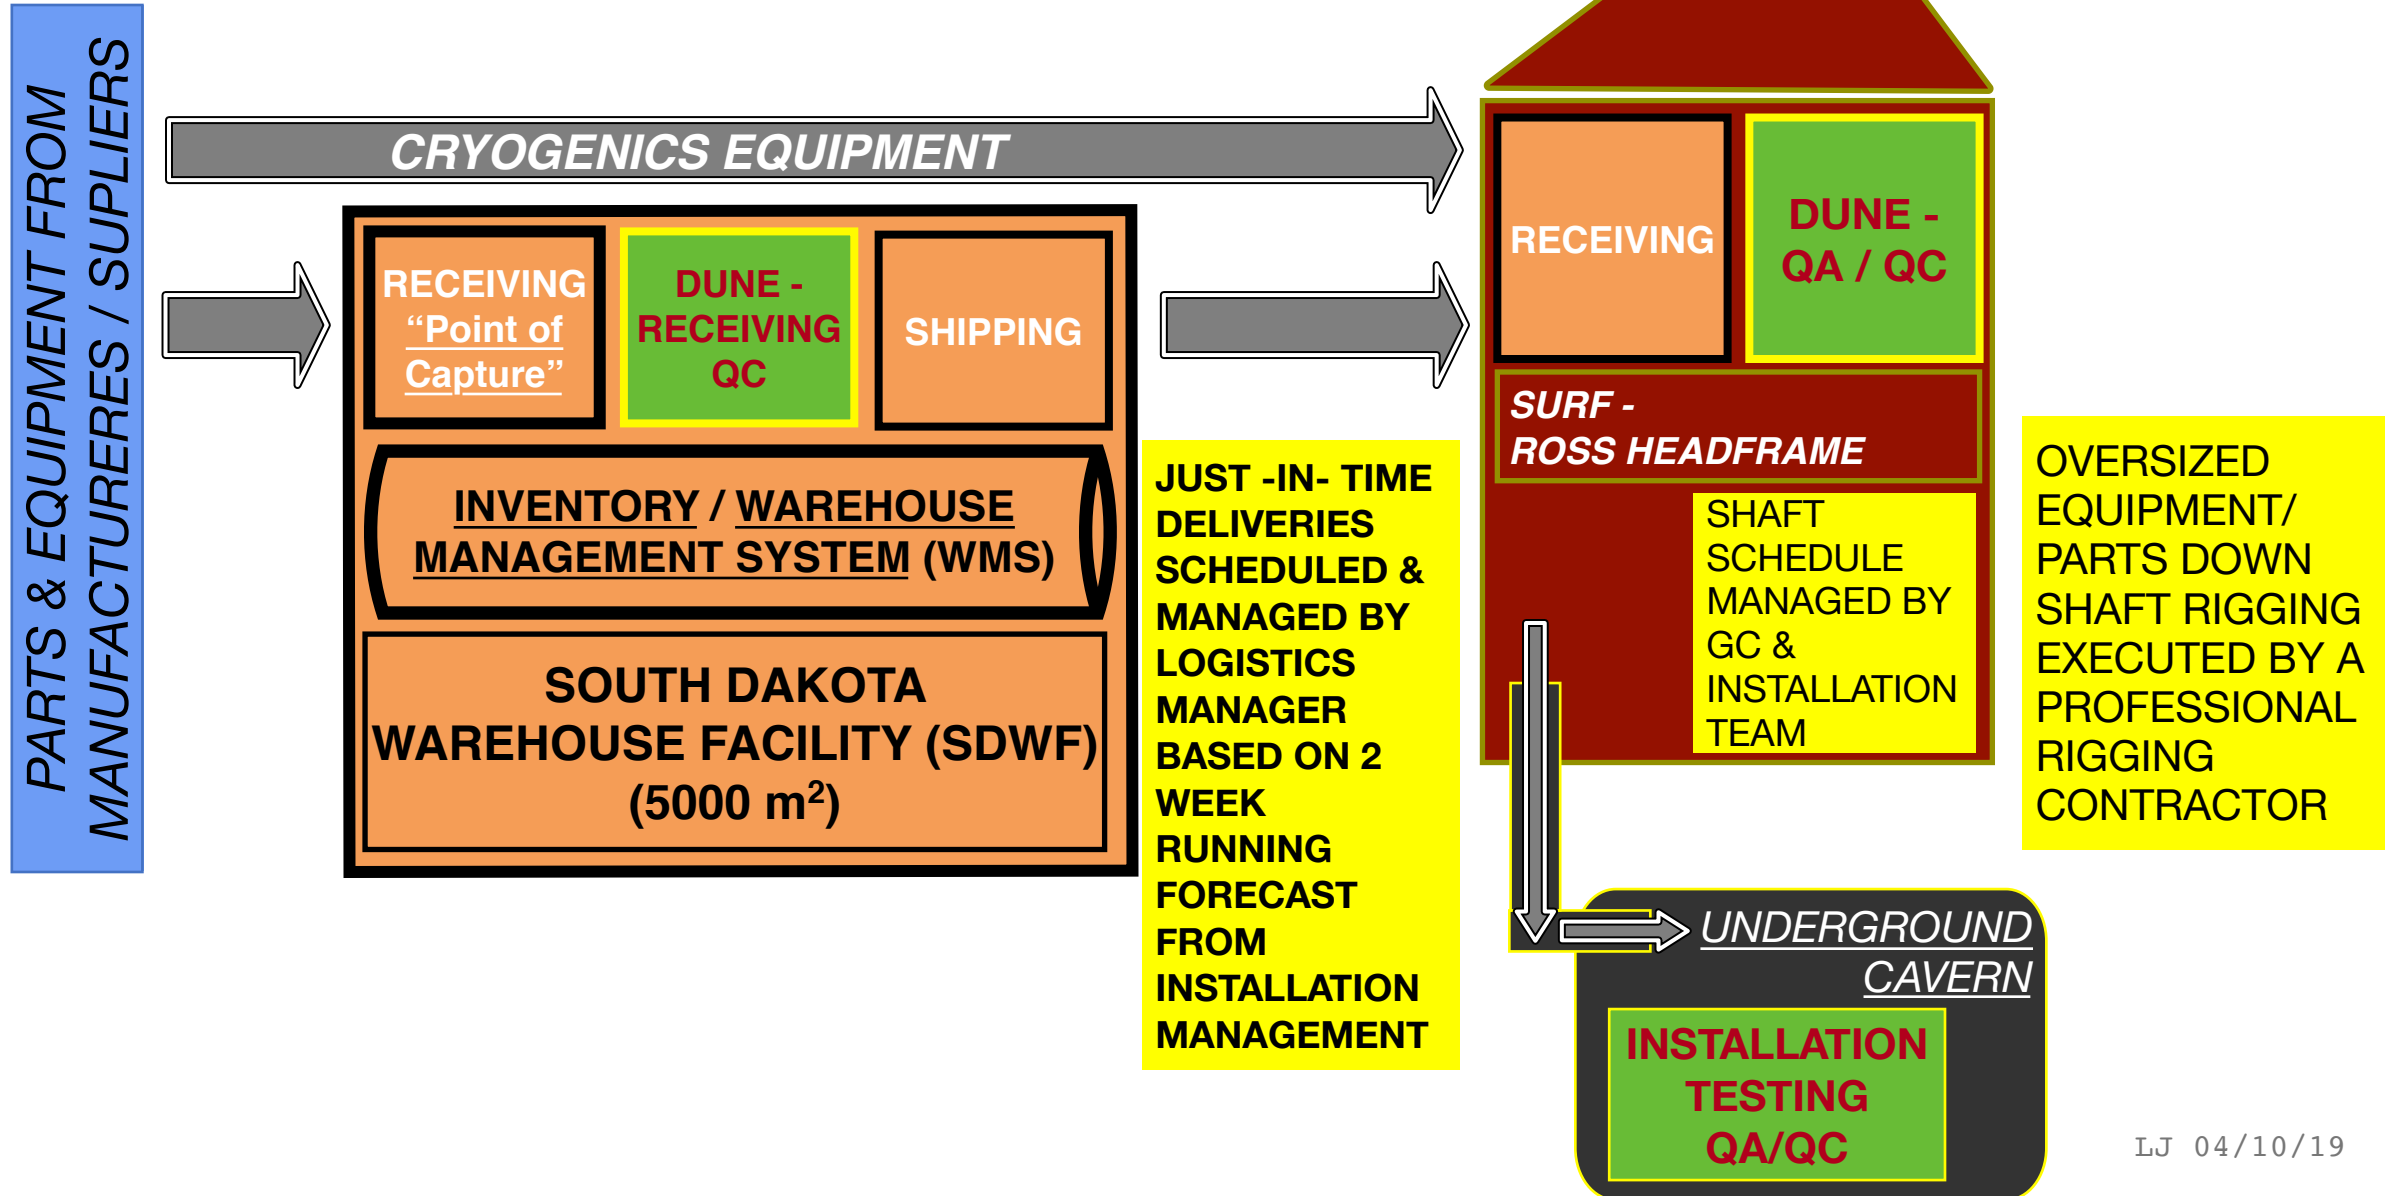 PARTS & EQUIPMENT FROM
MANUFACTURERES / SUPLIERS
CRYOGENICS EQUIPMENT
RECEIVING
“Point of
Capture”
DUNE -
RECEIVING
QC
SHIPPING
INVENTORY / WAREHOUSE
MANAGEMENT SYSTEM (WMS)
SOUTH DAKOTA
WAREHOUSE FACILITY (SDWF)
(5000 m²)
JUST -IN- TIME
DELIVERIES
SCHEDULED &
MANAGED BY
LOGISTICS
MANAGER
BASED ON 2
WEEK
RUNNING
FORECAST
FROM
INSTALLATION
MANAGEMENT
RECEIVING
DUNE -
QA / QC
SURF -
ROSS HEADFRAME
SHAFT
SCHEDULE
MANAGED BY
GC &
INSTALLATION
TEAM
OVERSIZED
EQUIPMENT/
PARTS DOWN
SHAFT RIGGING
EXECUTED BY A
PROFESSIONAL
RIGGING
CONTRACTOR
UNDERGROUND
CAVERN
INSTALLATION
TESTING
QA/QC
LJ 04/10/19